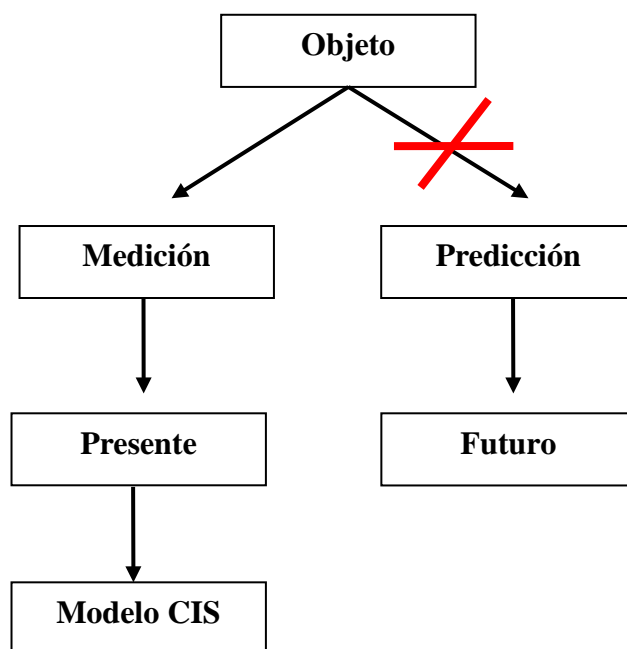 Objeto
Medición
Predicción
Presente
Futuro
Modelo CIS